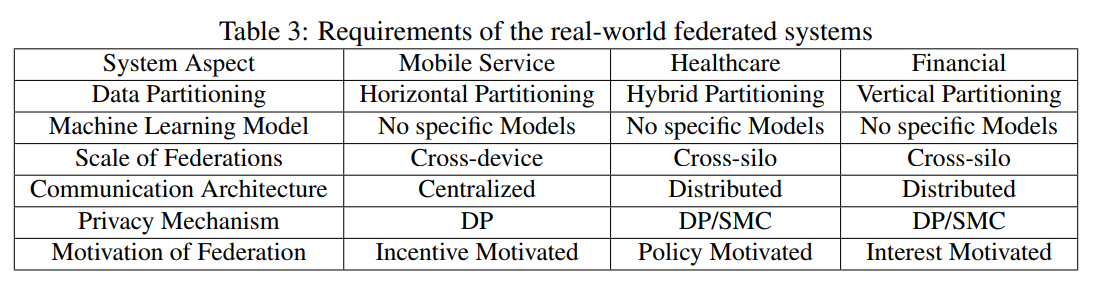 Table 3: Requirements of the real-world federated systems
System Aspect Mobile Service Healthcare Financial
Data Partitioning Horizontal Partitioning Hybrid Partitioning Vertical Partitioning
Machine Learning Model No specific Models No specific Models No specific Models
Scale of Federations Cross-device Cross-silo Cross-silo
Communication Architecture Centralized Distributed Distributed
Privacy Mechanism DP DP/SMC DP/SMC
Motivation of Federation Incentive Motivated Policy Motivated Interest Motivated